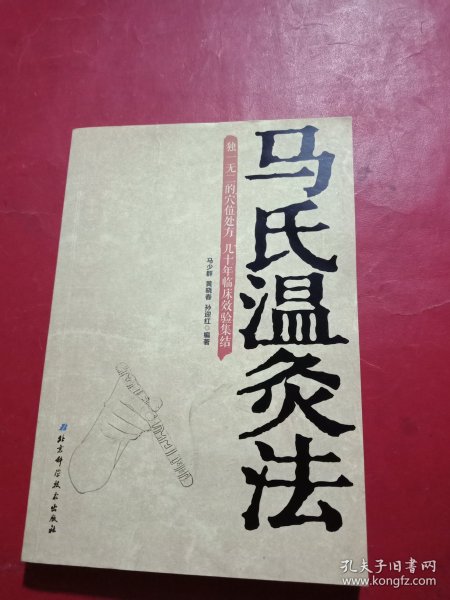 马氏温灸法
独一无二的穴位处方 几十年临床效验集结
马少群 黄晓春 孙迎红 编著
北京科学技术出版社
孔夫子旧书网
www.kongfz.com